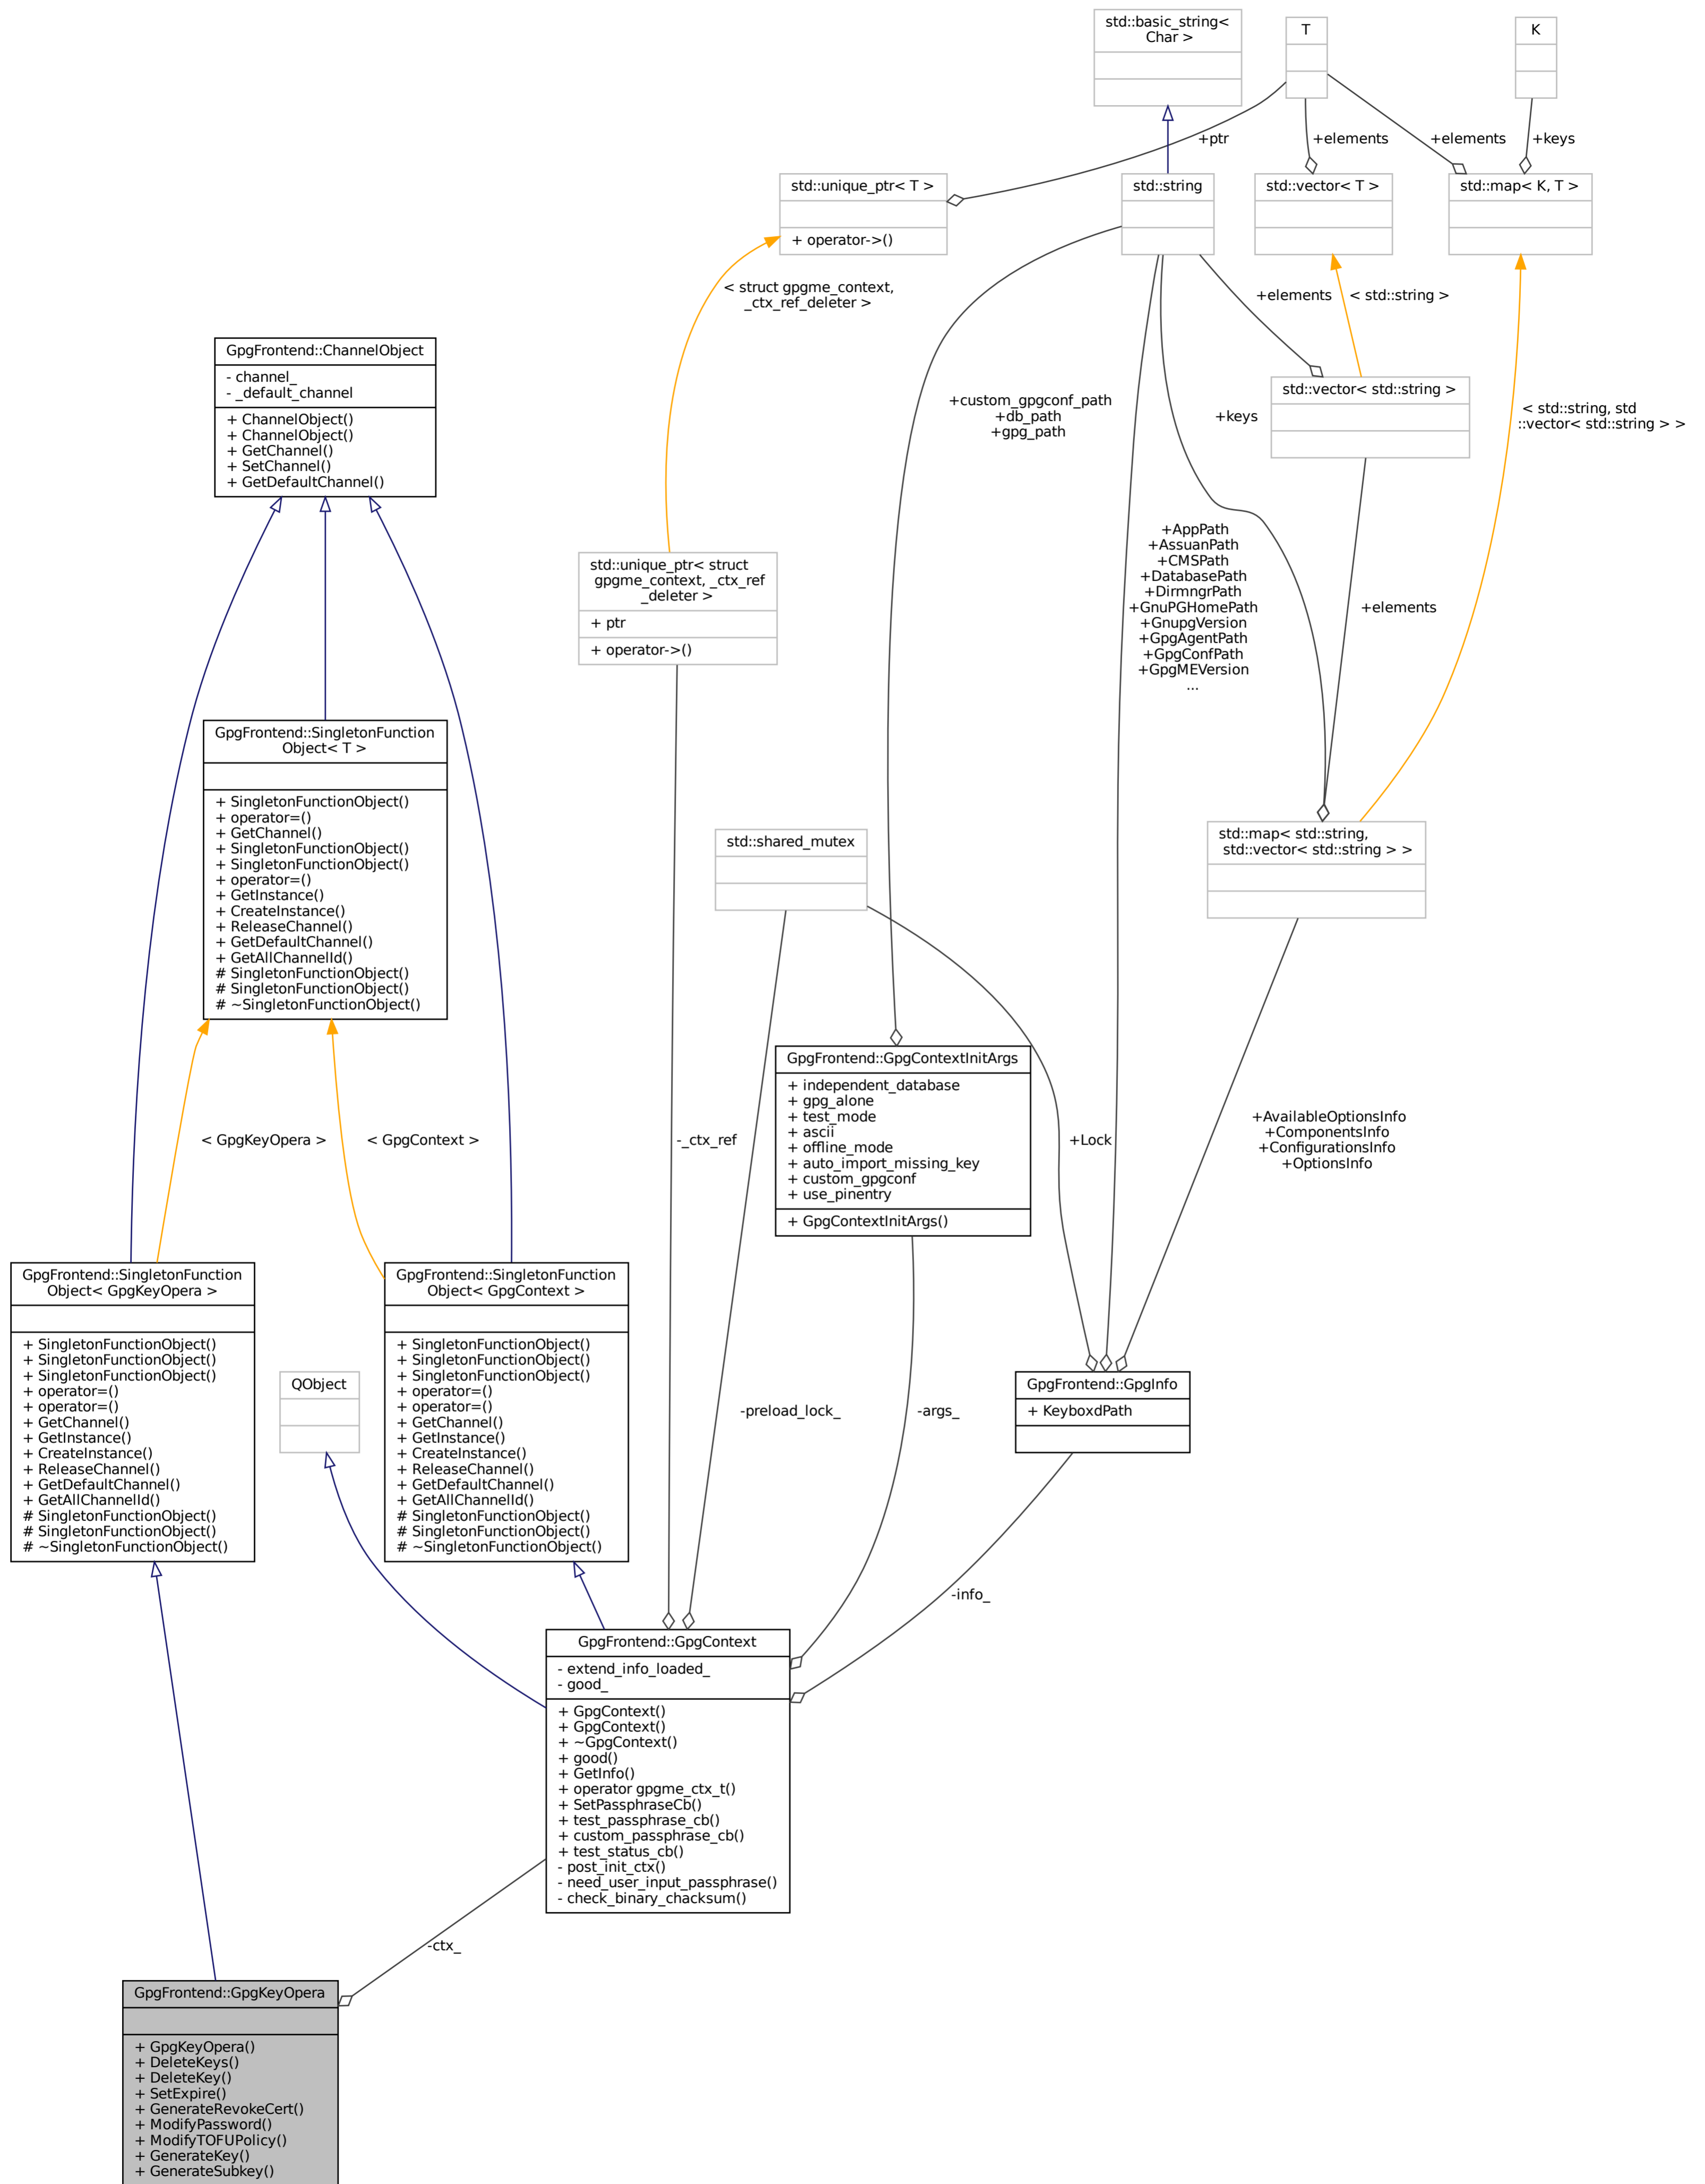 std::basic_string<
Char >
T
K
+ptr
+elements
+elements
+keys
std::unique_ptr< T >
+ operator->()
std::string
std::vector< T >
std::map< K, T >
< struct gpgme_context,
_ctx_ref_deleter >
+elements
< std::string >
GpgFrontend::ChannelObject
- channel_
- _default_channel
+ ChannelObject()
+ ChannelObject()
+ GetChannel()
+ SetChannel()
+ GetDefaultChannel()
+custom_gpgconf_path
+db_path
+gpg_path
+keys
std::vector< std::string >
< std::string, std
::vector< std::string > >
std::unique_ptr< struct
gpgme_context, _ctx_ref
_deleter >
+ ptr
+ operator->()
+AppPath
+AssuanPath
+CMSPath
+DatabasePath
+DirmngrPath
+GnuPGHomePath
+GnupgVersion
+GpgAgentPath
+GpgConfPath
+GpgMEVersion
...
+elements
GpgFrontend::SingletonFunction
Object< T >
+ SingletonFunctionObject()
+ operator=()
+ GetChannel()
+ SingletonFunctionObject()
+ SingletonFunctionObject()
+ operator=()
+ GetInstance()
+ CreateInstance()
+ ReleaseChannel()
+ GetDefaultChannel()
+ GetAllChannelId()
# SingletonFunctionObject()
# SingletonFunctionObject()
# ~SingletonFunctionObject()
std::shared_mutex
std::map< std::string,
std::vector< std::string > >
GpgFrontend::GpgContextInitArgs
+ independent_database
+ gpg_alone
+ test_mode
+ ascii
+ offline_mode
+ auto_import_missing_key
+ custom_gpgconf
+ use_pinentry
+ GpgContextInitArgs()
< GpgKeyOpera >
< GpgContext >
-_ctx_ref
+Lock
+AvailableOptionsInfo
+ComponentsInfo
+ConfigurationsInfo
+OptionsInfo
GpgFrontend::SingletonFunction
Object< GpgKeyOpera >
+ SingletonFunctionObject()
+ SingletonFunctionObject()
+ SingletonFunctionObject()
+ operator=()
+ operator=()
+ GetChannel()
+ GetInstance()
+ CreateInstance()
+ ReleaseChannel()
+ GetDefaultChannel()
+ GetAllChannelId()
# SingletonFunctionObject()
# SingletonFunctionObject()
# ~SingletonFunctionObject()
QObject
GpgFrontend::SingletonFunction
Object< GpgContext >
+ SingletonFunctionObject()
+ SingletonFunctionObject()
+ SingletonFunctionObject()
+ operator=()
+ operator=()
+ GetChannel()
+ GetInstance()
+ CreateInstance()
+ ReleaseChannel()
+ GetDefaultChannel()
+ GetAllChannelId()
# SingletonFunctionObject()
# SingletonFunctionObject()
# ~SingletonFunctionObject()
-preload_lock_
-args_
GpgFrontend::GpgInfo
+ KeyboxdPath
-info_
GpgFrontend::GpgContext
- extend_info_loaded_
- good_
+ GpgContext()
+ GpgContext()
+ ~GpgContext()
+ good()
+ GetInfo()
+ operator gpgme_ctx_t()
+ SetPassphraseCb()
+ test_passphrase_cb()
+ custom_passphrase_cb()
+ test_status_cb()
- post_init_ctx()
- need_user_input_passphrase()
- check_binary_chacksum()
-ctx_
GpgFrontend::GpgKeyOpera
+ GpgKeyOpera()
+ DeleteKeys()
+ DeleteKey()
+ SetExpire()
+ GenerateRevokeCert()
+ ModifyPassword()
+ ModifyTOFUPolicy()
+ GenerateKey()
+ GenerateSubkey()